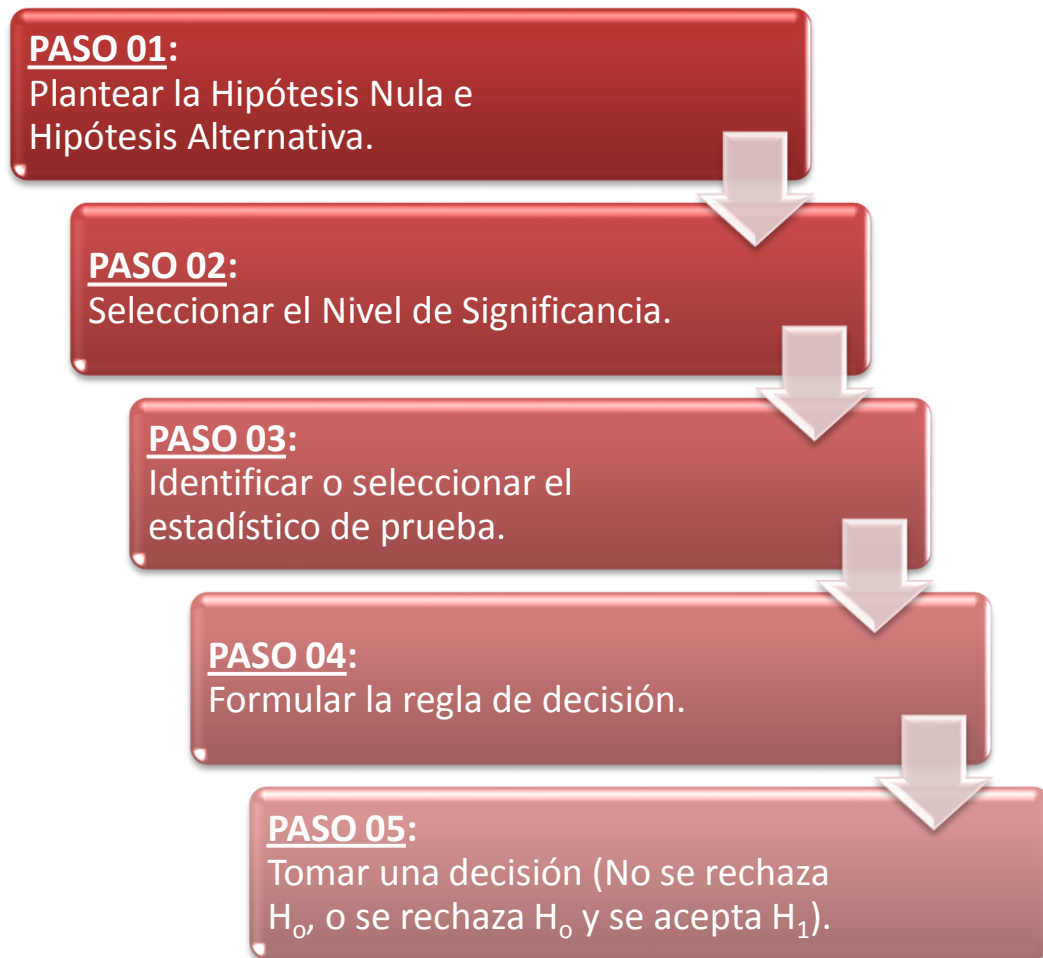 PASO 01:
Plantear la Hipótesis Nula e
Hipótesis Alternativa.
PASO 02:
Seleccionar el Nivel de Significancia.
PASO 03:
Identificar o seleccionar el
estadístico de prueba.
PASO 04:
Formular la regla de decisión.
PASO 05:
Tomar una decisión (No se rechaza
Ho, o se rechaza Ho y se acepta H1).